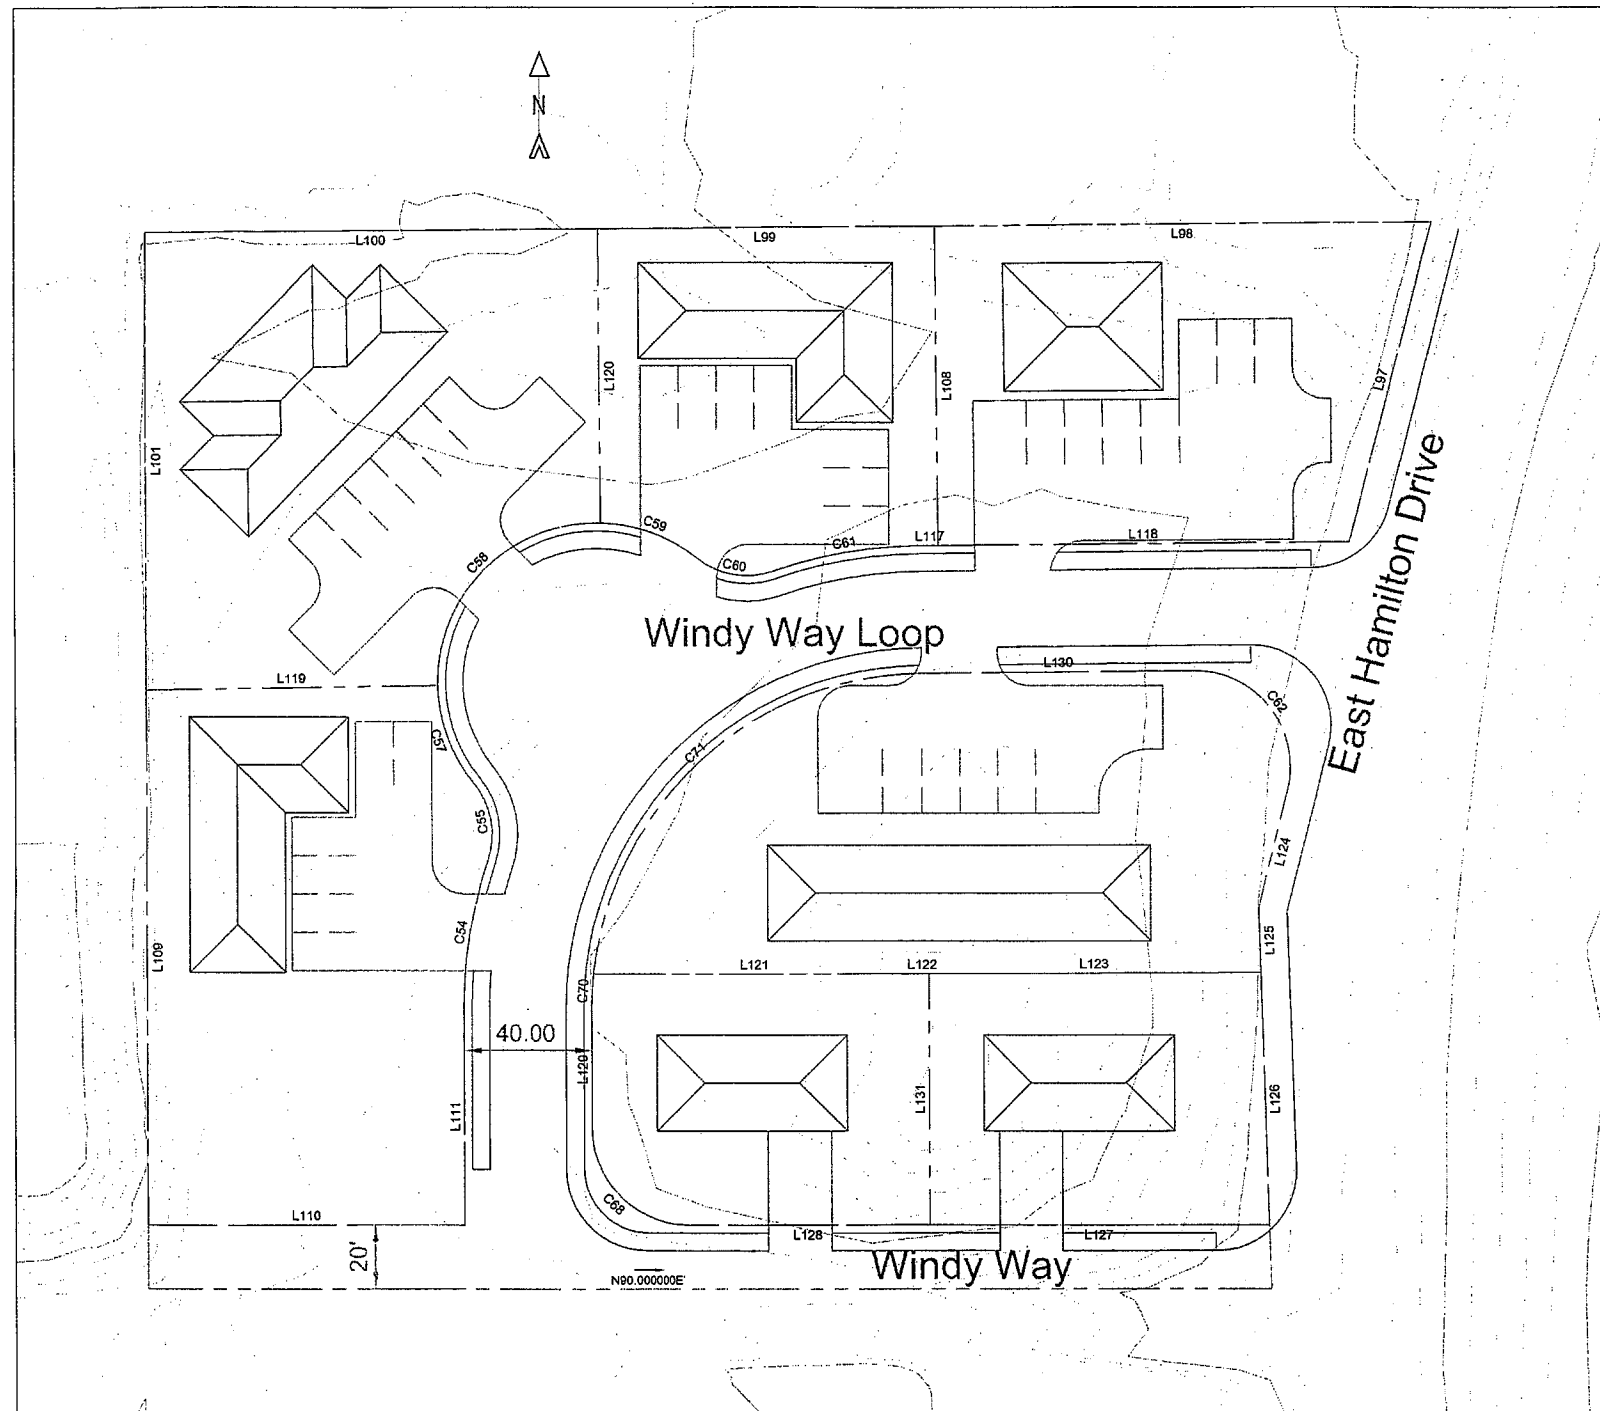 N
L100
L99
L98
L97
L120
L108
L101
C59
C58
C61
L117
L118
C60
Windy Way Loop
East Hamilton Drive
L130
L119
C62
C57
C71
C55
L124
C54
L125
L109
L121
L122
L123
C70
40.00
L129
L131
L126
L111
C68
L110
L128
L127
20'
Windy Way
N90.000000E'